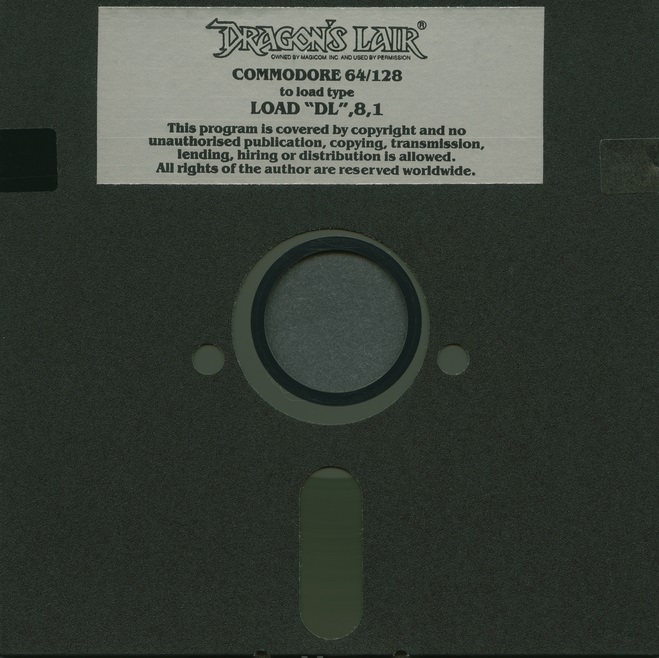 DRAGON'S LAIR®
OWNED BY MAGICOM INC. AND USED BY PERMISSION
COMMODORE 64/128
to load type
LOAD "DL",8,1
This program is covered by copyright and no
unauthorised publication, copying, transmission,
lending, hiring or distribution is allowed.
All rights of the author are reserved worldwide.